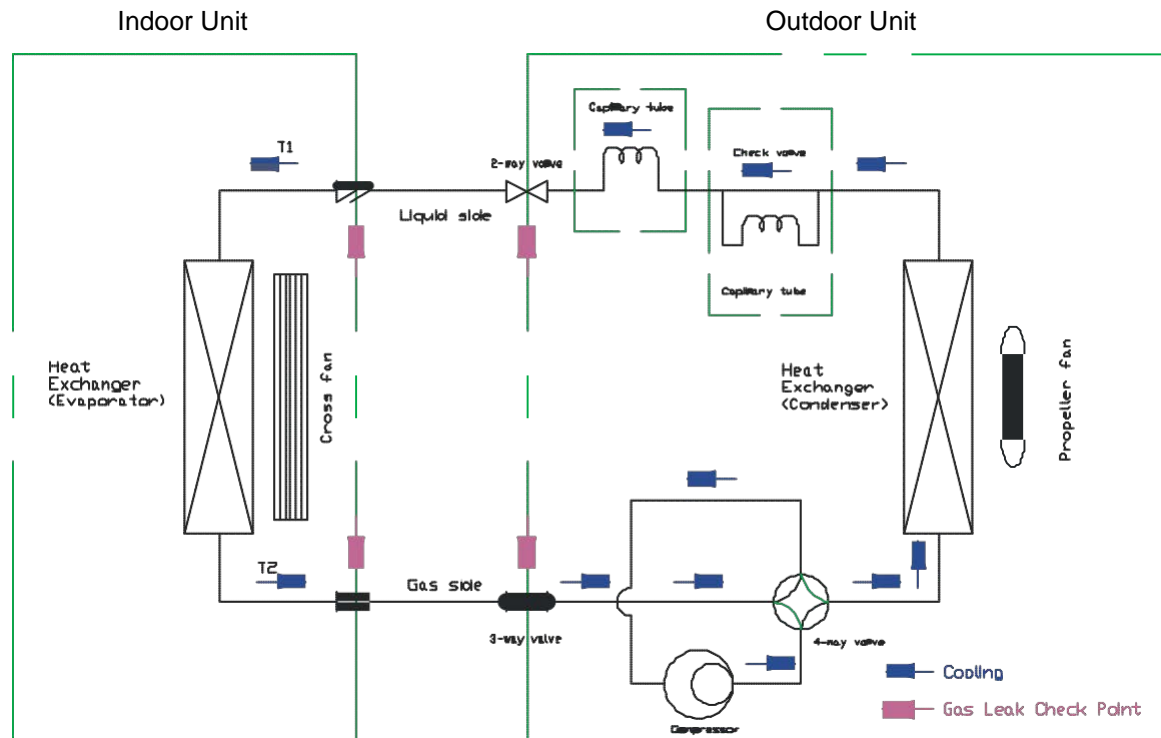 Indoor Unit
Outdoor Unit
Capillary tube
T1
2-way valve
Check valve
Liquid side
Capillary tube
Heat
Exchanger
(Evaporator)
Cross fan
Heat
Exchanger
(Condenser)
Propeller fan
T2
Gas side
3-way valve
4-way valve
Cooling
Gas Leak Check Point
Compressor